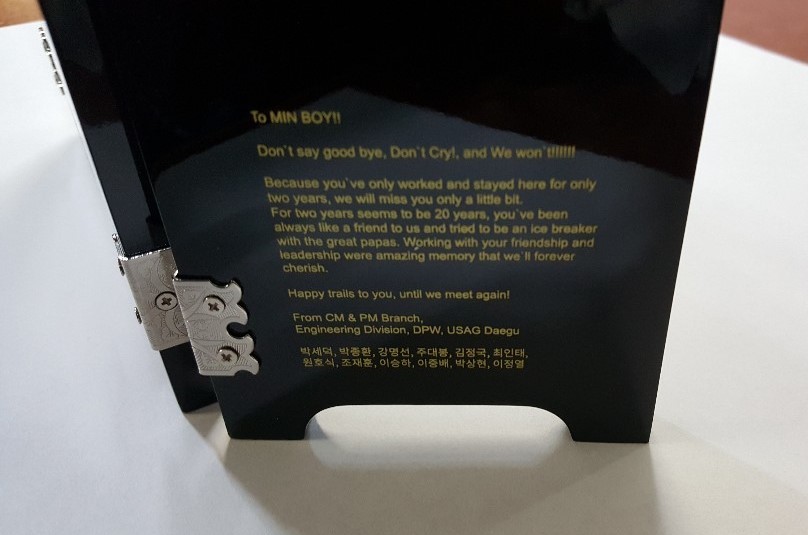 To MIN BOY!!
Don`t say good bye, Don`t Cry!, and We won`t!!!!!!!
Because you`ve only worked and stayed here for only
two years, we will miss you only a little bit.
For two years seems to be 20 years, you`ve been
always like a friend to us and tried to be an ice breaker
with the great papas. Working with your friendship and
leadership were amazing memory that we`ll forever
cherish.
Happy trails to you, until we meet again!
From CM & PM Branch,
Engineering Division, DPW, USAG Daegu
박세덕, 박종환, 강명선, 주대봉, 김정국, 최인태,
원호식, 조재훈, 이승하, 이중배, 박상현, 이정열